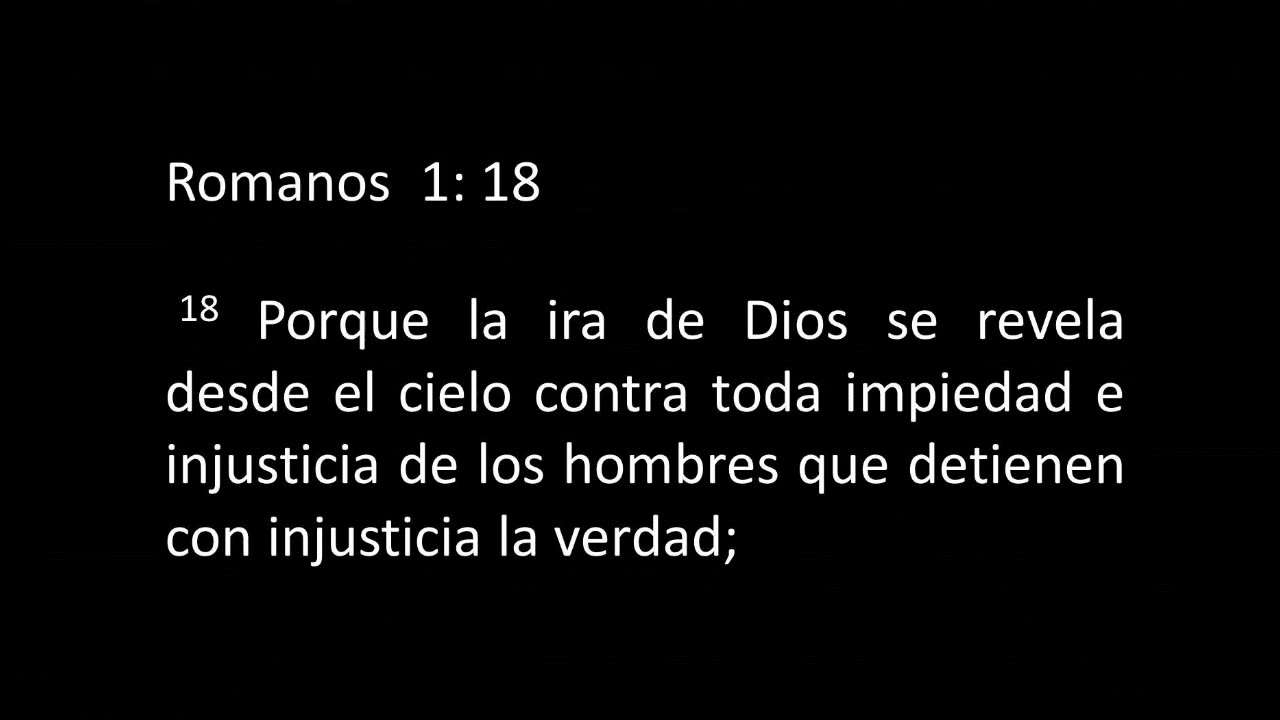 Romanos 1: 18
18 Porque la ira de Dios se revela
desde el cielo contra toda impiedad e
injusticia de los hombres que detienen
con injusticia la verdad;